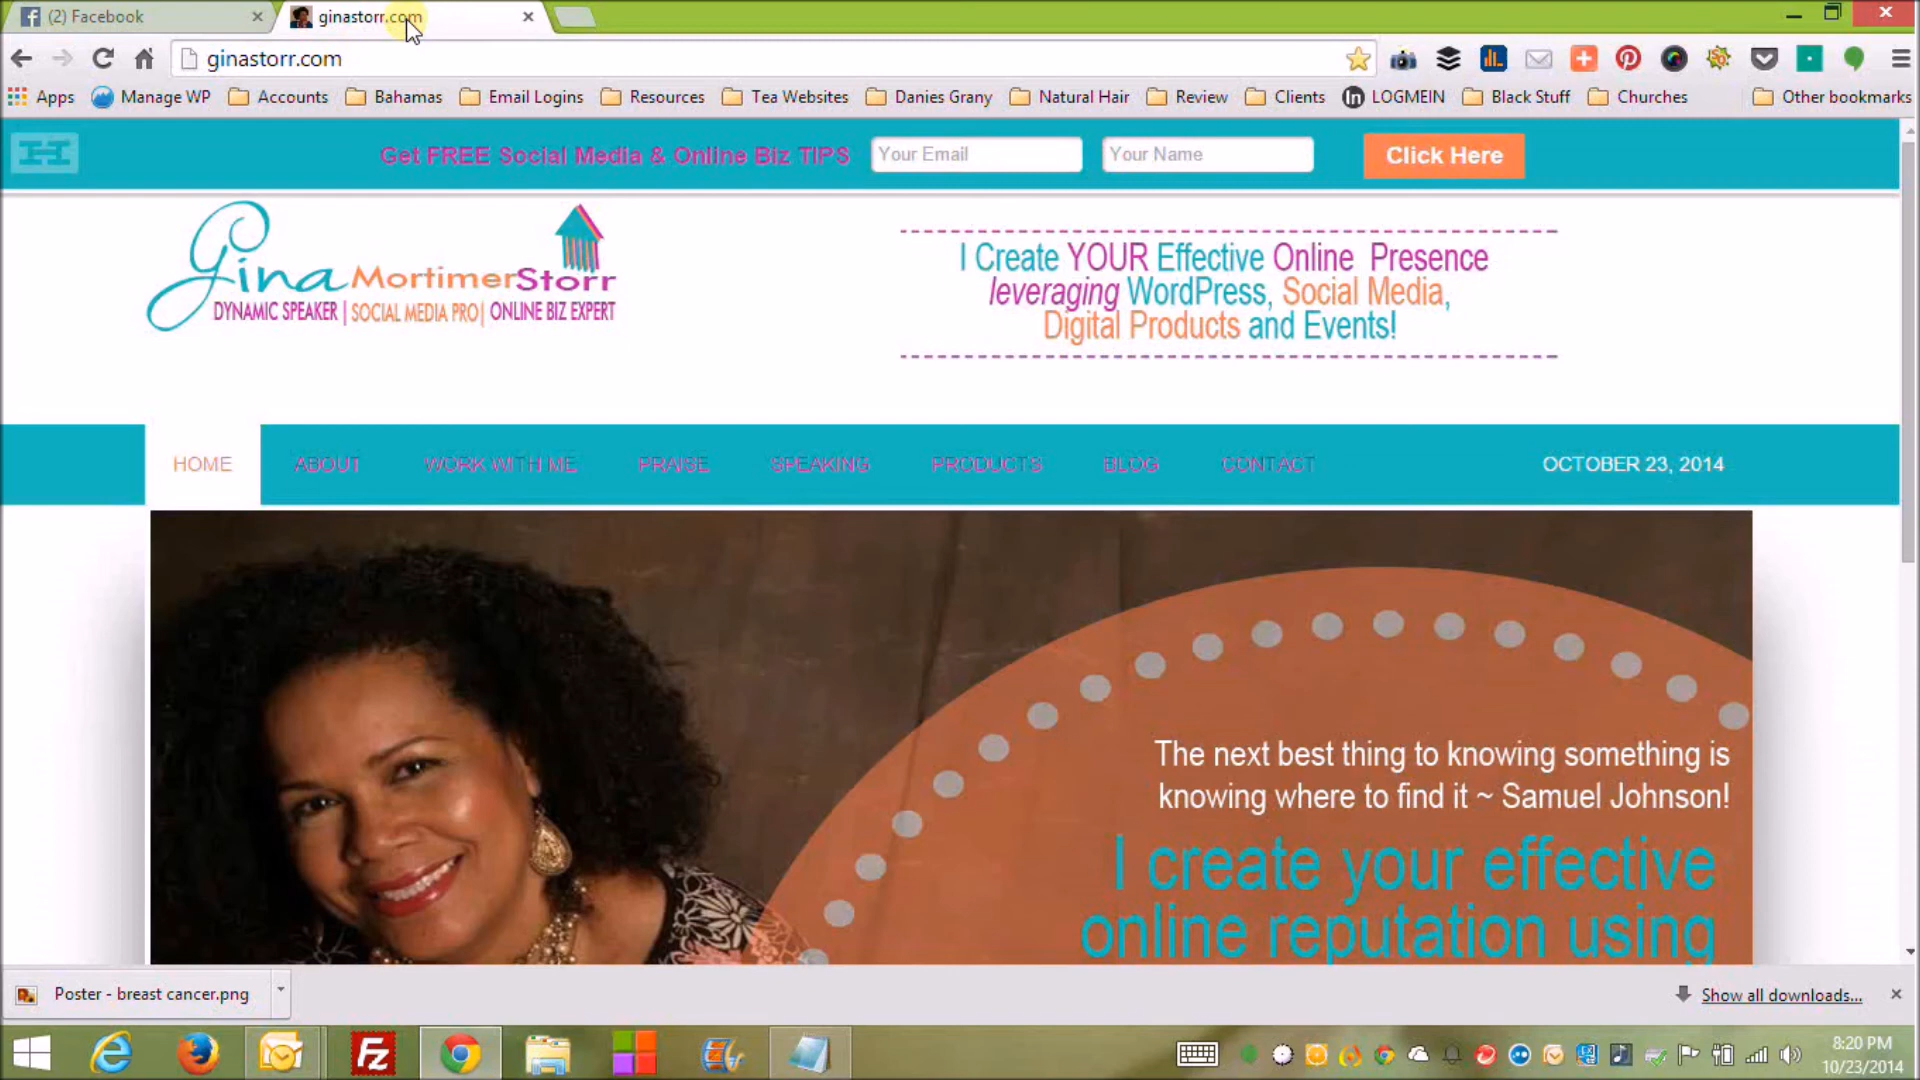 (2) Facebook
ginastorr.com
ginastorr.com
Apps Manage WP Accounts Bahamas Email Logins Resources Tea Websites Danies Grany Natural Hair Review Clients LOGMEIN Black Stuff Churches Other bookmarks
Get FREE Social Media & Online Biz TIPS Your Email Your Name Click Here
Gina MortimerStorr
DYNAMIC SPEAKER | SOCIAL MEDIA PRO | ONLINE BIZ EXPERT
I Create YOUR Effective Online Presence
leveraging WordPress, Social Media,
Digital Products and Events!
HOME ABOUT WORK WITH ME PRAISE SPEAKING PRODUCTS BLOG CONTACT OCTOBER 23, 2014
The next best thing to knowing something is
knowing where to find it ~ Samuel Johnson!
I create your effective
online reputation using
Poster - breast cancer.png Show all downloads...
8:20 PM
10/23/2014